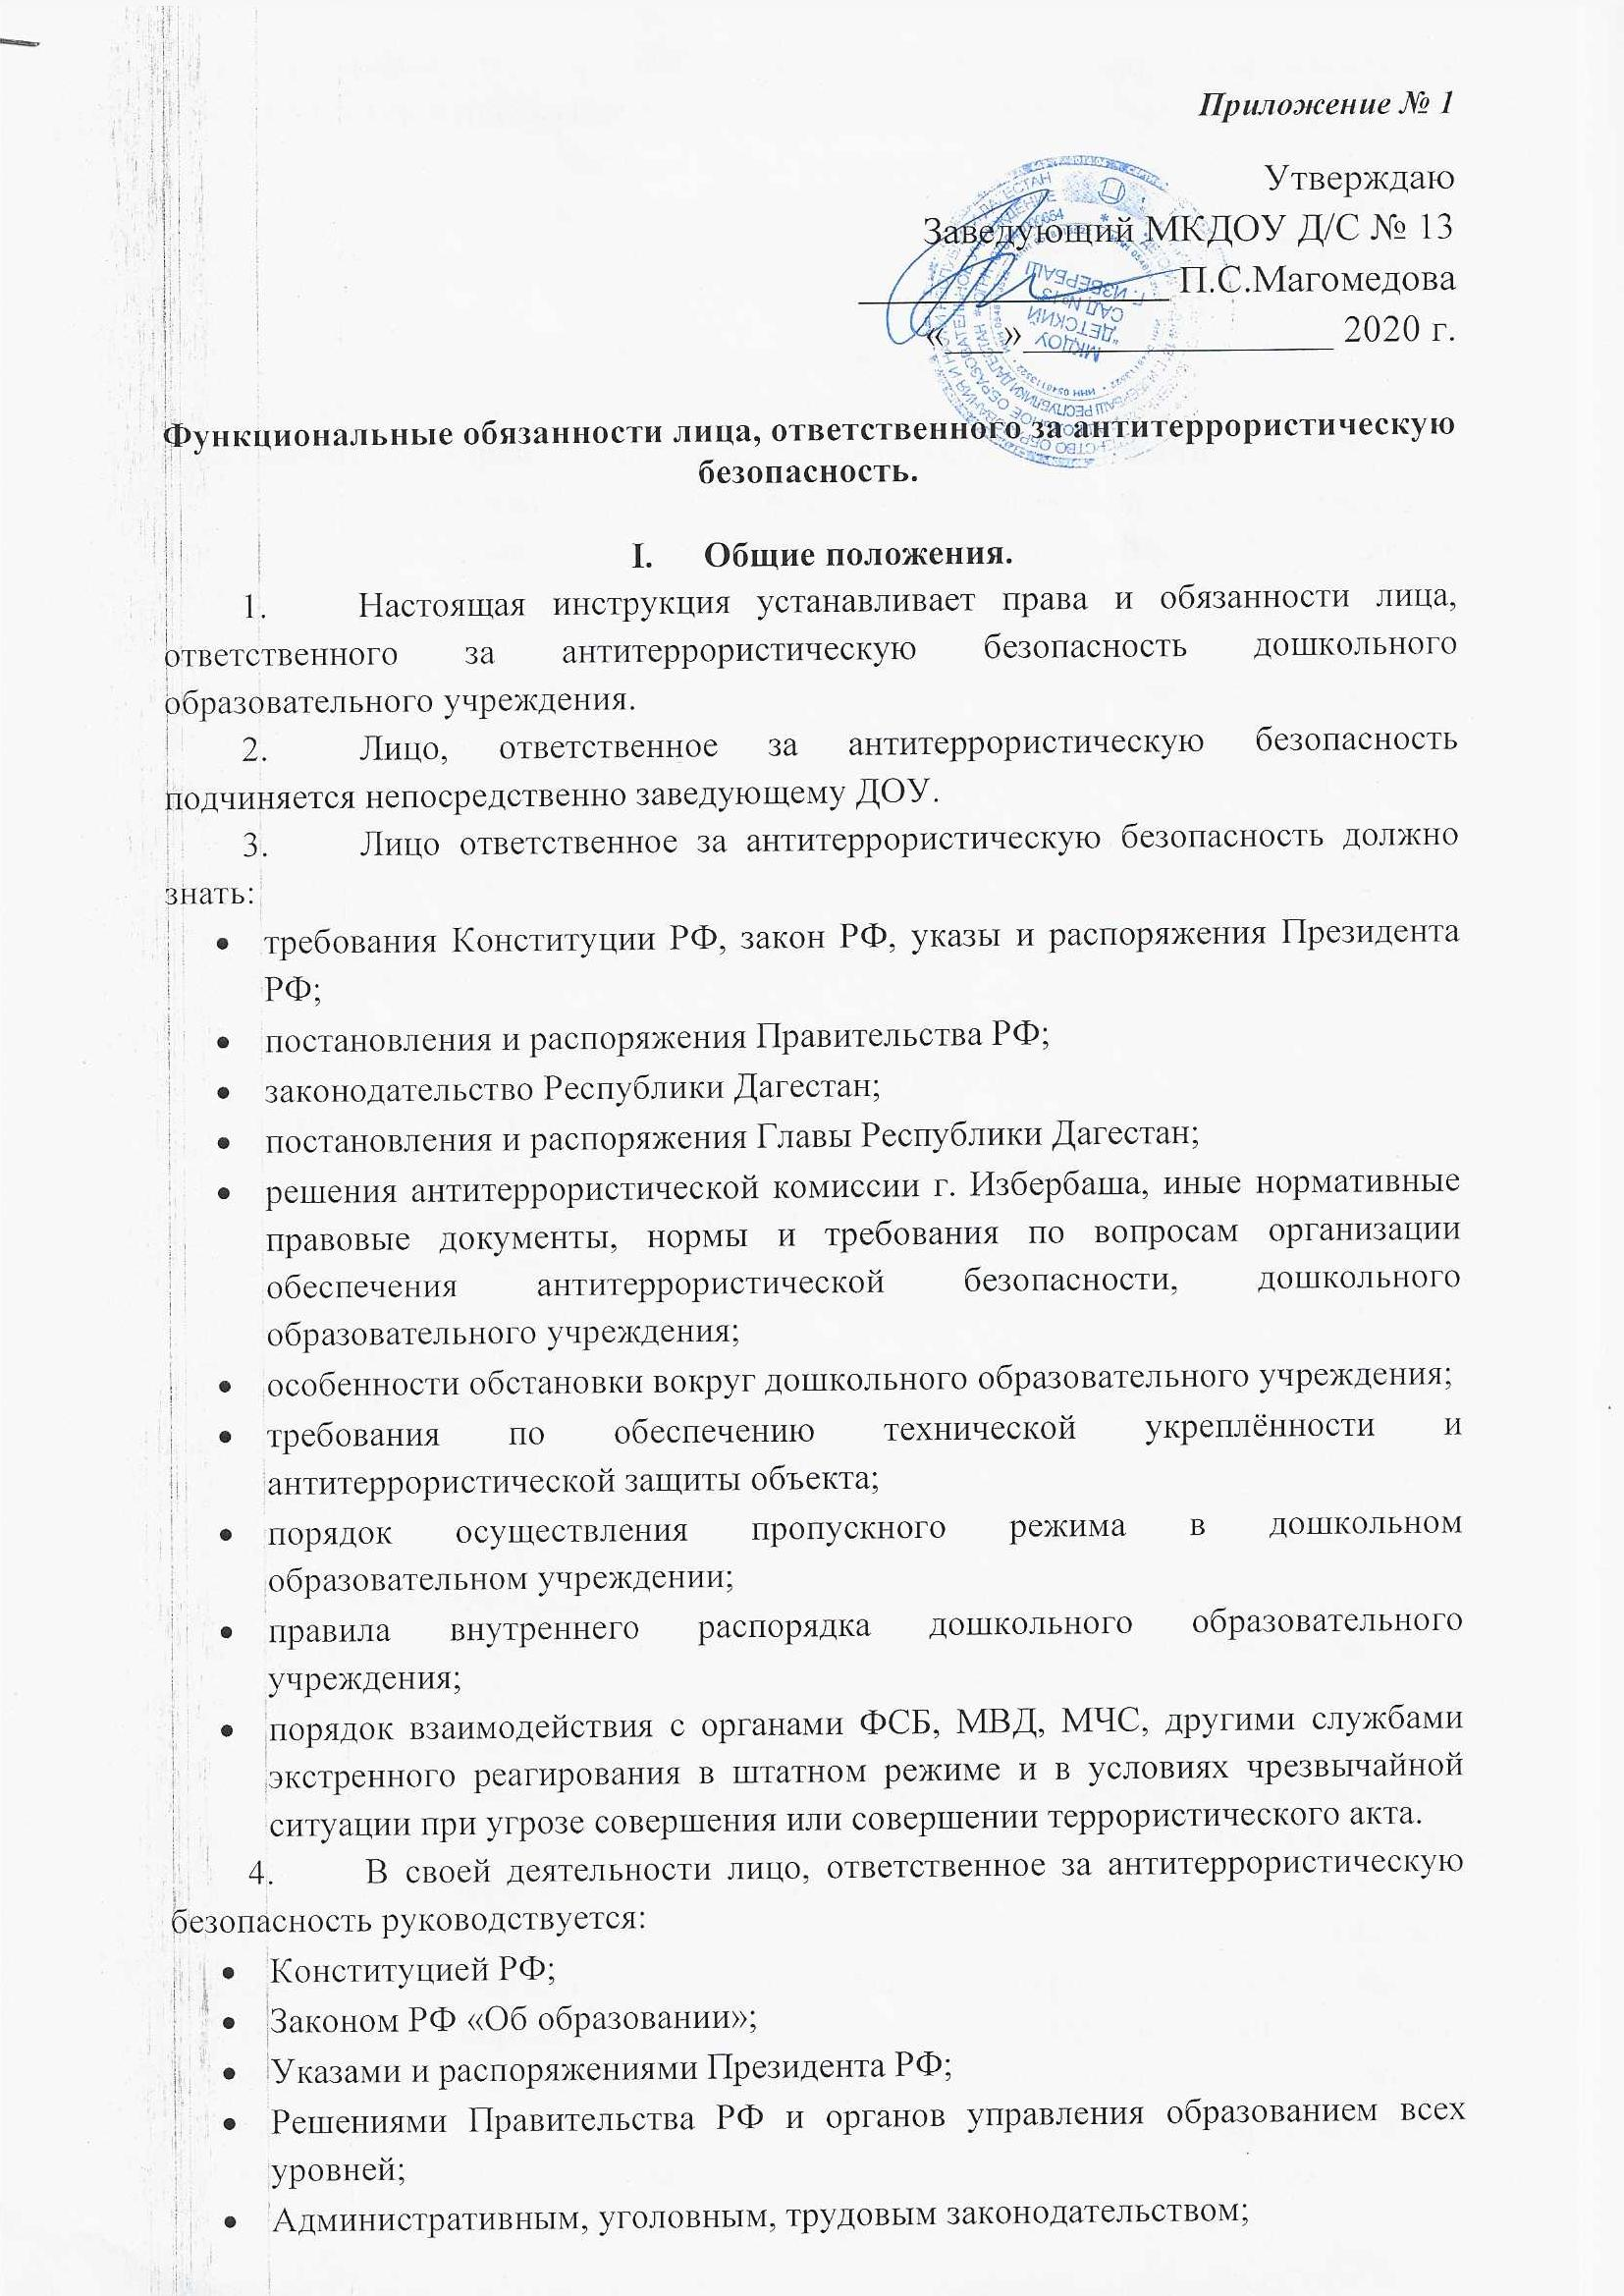 Приложение № 1
Утверждаю
Заведующий МКДОУ Д/С № 13
________________ П.С.Магомедова
«___»________________ 2020 г.
МКДОУ
"ДЕТСКИЙ
САД №13"
Г. ИЗБЕРБАШ
Функциональные обязанности лица, ответственного за антитеррористическую
безопасность.
I. Общие положения.
1. Настоящая инструкция устанавливает права и обязанности лица,
ответственного за антитеррористическую безопасность дошкольного
образовательного учреждения.
2. Лицо, ответственное за антитеррористическую безопасность
подчиняется непосредственно заведующему ДОУ.
3. Лицо ответственное за антитеррористическую безопасность должно
знать:
• требования Конституции РФ, закон РФ, указы и распоряжения Президента
РФ;
• постановления и распоряжения Правительства РФ;
• законодательство Республики Дагестан;
• постановления и распоряжения Главы Республики Дагестан;
• решения антитеррористической комиссии г. Избербаша, иные нормативные
правовые документы, нормы и требования по вопросам организации
обеспечения антитеррористической безопасности, дошкольного
образовательного учреждения;
• особенности обстановки вокруг дошкольного образовательного учреждения;
• требования по обеспечению технической укреплённости и
антитеррористической защиты объекта;
• порядок осуществления пропускного режима в дошкольном
образовательном учреждении;
• правила внутреннего распорядка дошкольного образовательного
учреждения;
• порядок взаимодействия с органами ФСБ, МВД, МЧС, другими службами
экстренного реагирования в штатном режиме и в условиях чрезвычайной
ситуации при угрозе совершения или совершении террористического акта.
4. В своей деятельности лицо, ответственное за антитеррористическую
безопасность руководствуется:
• Конституцией РФ;
• Законом РФ «Об образовании»;
• Указами и распоряжениями Президента РФ;
• Решениями Правительства РФ и органов управления образованием всех
уровней;
• Административным, уголовным, трудовым законодательством;